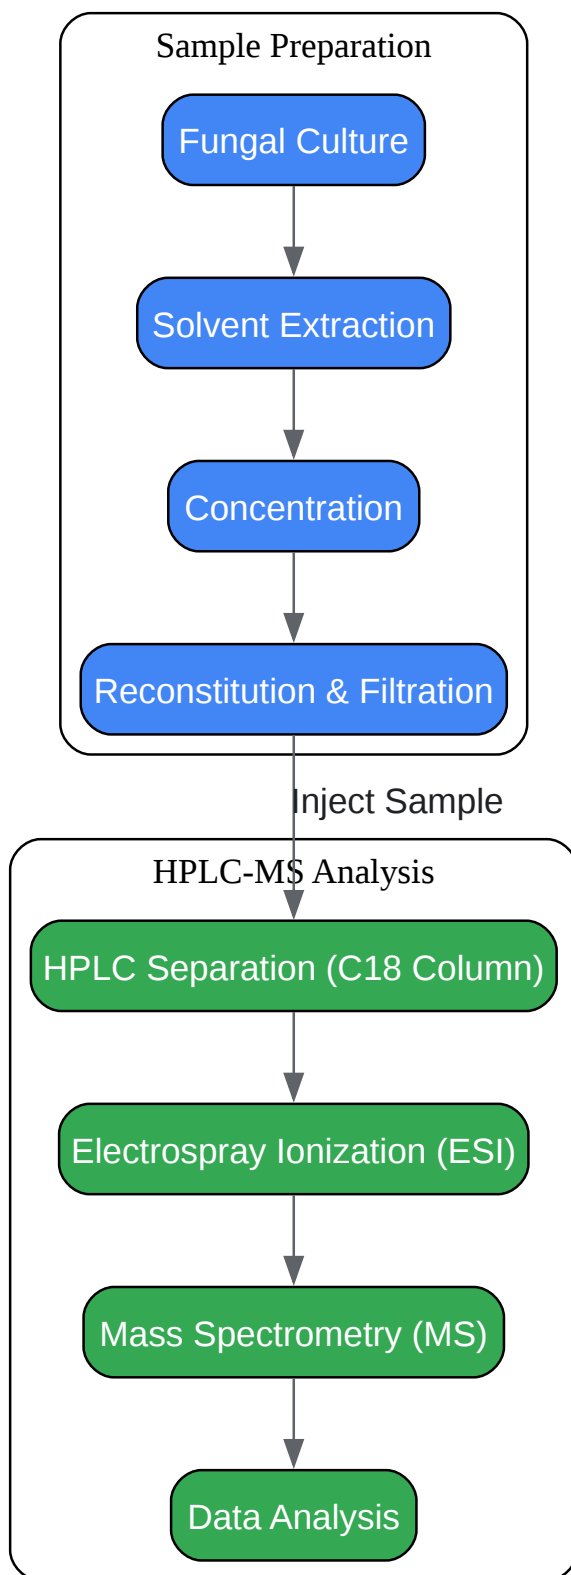 Sample Preparation
Fungal Culture
Solvent Extraction
Concentration
Reconstitution & Filtration
Inject Sample
HPLC-MS Analysis
HPLC Separation (C18 Column)
Electrospray Ionization (ESI)
Mass Spectrometry (MS)
Data Analysis